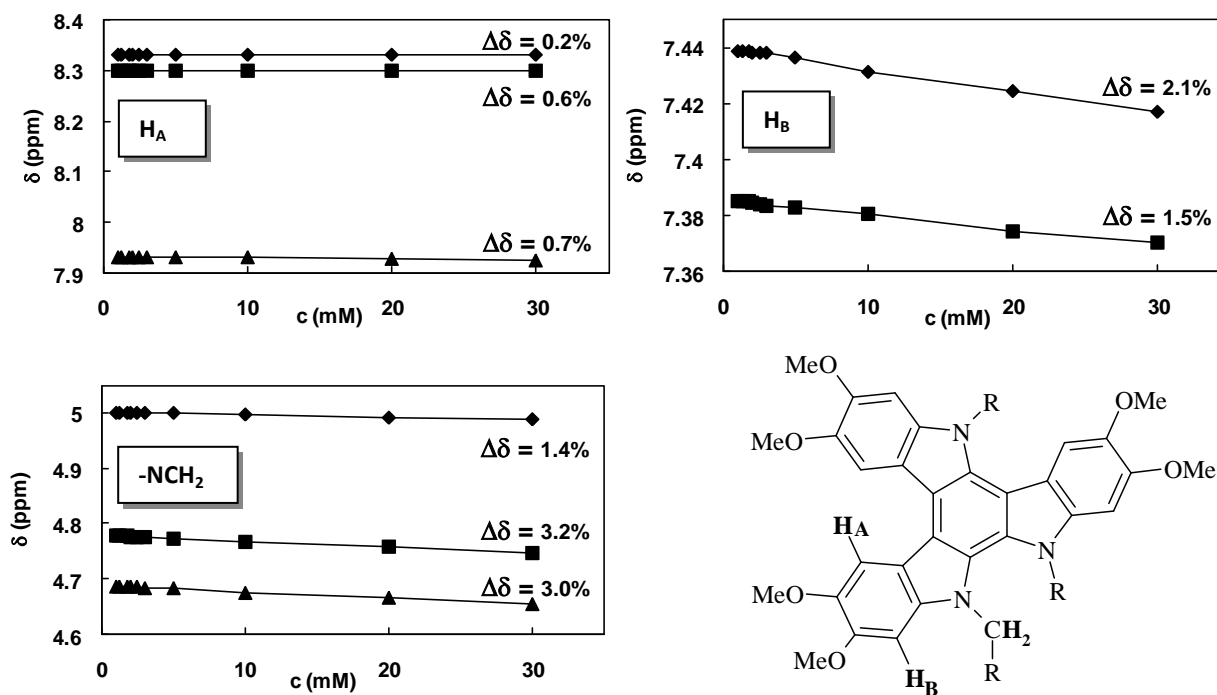 8.4
8.3
8.2
8.1
8
7.9
δ (ppm)
H_A
Δδ = 0.2%
Δδ = 0.6%
Δδ = 0.7%
0 10 20 30
c (mM)
7.44
7.42
7.4
7.38
7.36
δ (ppm)
H_B
Δδ = 2.1%
Δδ = 1.5%
0 10 20 30
c (mM)
5
4.9
4.8
4.7
4.6
δ (ppm)
-NCH₂
Δδ = 1.4%
Δδ = 3.2%
Δδ = 3.0%
0 10 20 30
c (mM)
MeO
R
OMe
MeO
N
OMe
H_A
N
R
MeO
N
MeO
CH₂
H_B
R